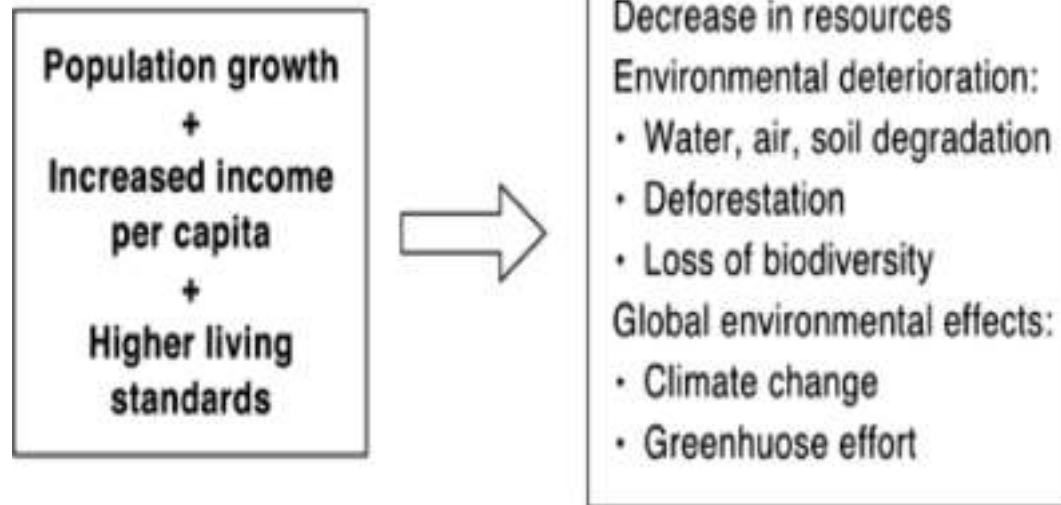 Population growth
+
Increased income
per capita
+
Higher living
standards
Decrease in resources
Environmental deterioration:
• Water, air, soil degradation
• Deforestation
• Loss of biodiversity
Global environmental effects:
• Climate change
• Greenhuose effort